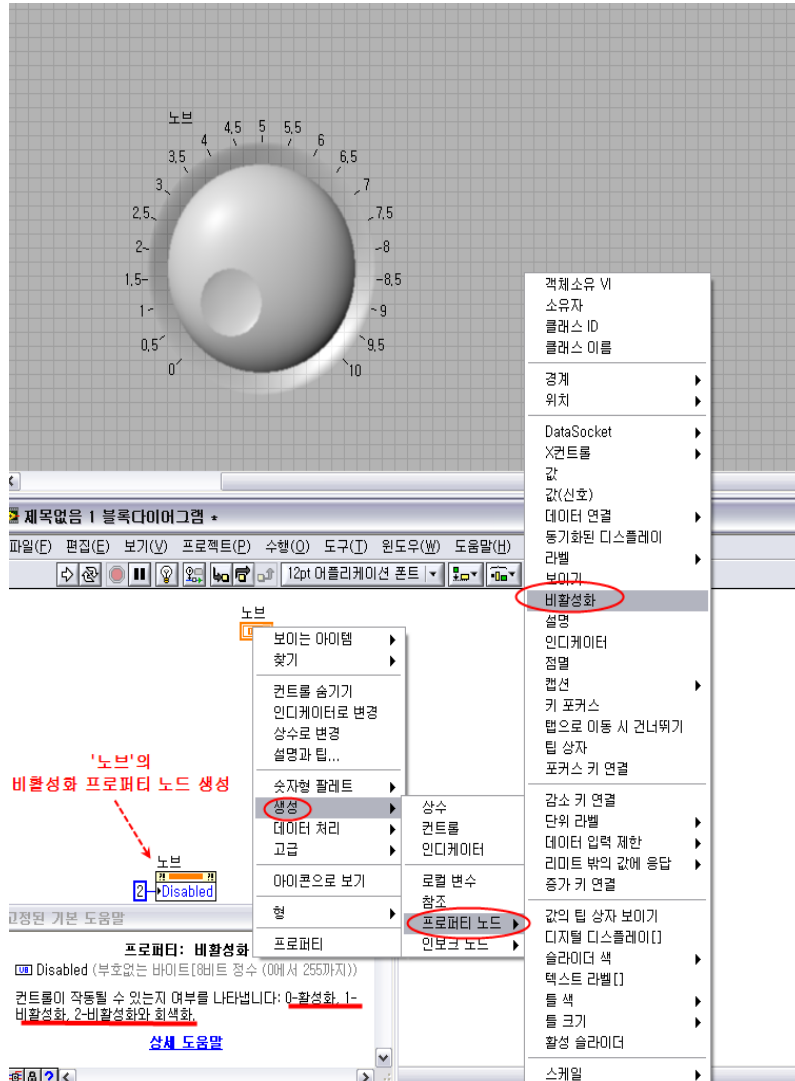 노브
4
4,5
5
5,5
6
3,5
6,5
3
7
2,5
7,5
2
8
1,5
8,5
1
9
0,5
9,5
0
10
제목없음 1 블록다이어그램 *
파일(F) 편집(E) 보기(V) 프로젝트(P) 수행(O) 도구(T) 윈도우(W) 도움말(H)
12pt 어플리케이션 폰트
노브
보이는 아이템
찾기
컨트롤 숨기기
인디케이터로 변경
상수로 변경
설명과 팁...
숫자형 팔레트
생성
데이터 처리
고급
아이콘으로 보기
형
프로퍼티
상수
컨트롤
인디케이터
로컬 변수
참조
프로퍼티 노드
인보크 노드
객체소유 VI
소유자
클래스 ID
클래스 이름
경계
위치
DataSocket
X컨트롤
값
값(신호)
데이터 연결
동기화된 디스플레이
라벨
보이기
비활성화
설명
인디케이터
점멸
캡션
키 포커스
탭으로 이동 시 건너뛰기
팁 상자
포커스 키 연결
감소 키 연결
단위 라벨
데이터 입력 제한
리미트 밖의 값에 응답
증가 키 연결
값의 팁 상자 보이기
디지털 디스플레이[]
슬라이더 색
텍스트 라벨[]
틀 색
틀 크기
활성 슬라이더
스케일
'노브'의
비활성화 프로퍼티 노드 생성
노브
2 Disabled
고정된 기본 도움말
프로퍼티: 비활성화
U8 Disabled (부호없는 바이트[8비트 정수 (0에서 255까지))
컨트롤이 작동될 수 있는지 여부를 나타냅니다: 0-활성화, 1-
비활성화, 2-비활성화와 회색화.
상세 도움말